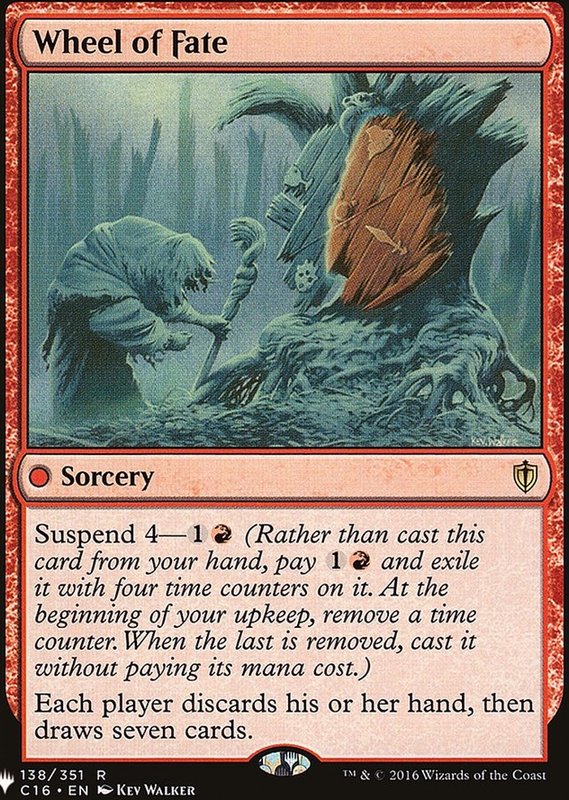 Wheel of Fate
KEV WALKER
Sorcery
Suspend 4—1 (Rather than cast this
card from your hand, pay 1 and exile
it with four time counters on it. At the
beginning of your upkeep, remove a time
counter. When the last is removed, cast it
without paying its mana cost.)
Each player discards his or her hand, then
draws seven cards.
138/351 R
C16 • EN Kev Walker
™ & © 2016 Wizards of the Coast